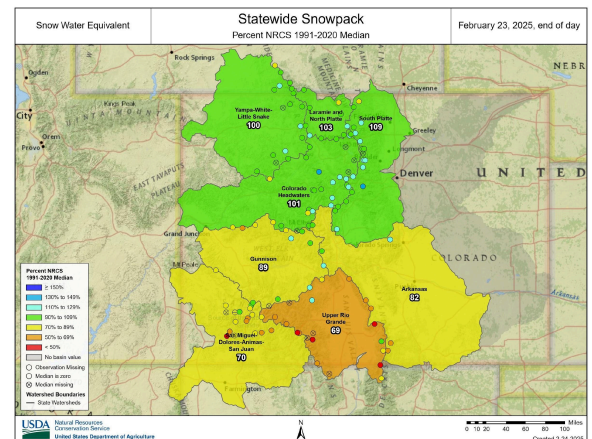 Snow Water Equivalent
Statewide Snowpack
Percent NRCS 1991-2020 Median
February 23, 2025, end of day
Rock Springs
NEBR
Ogden
Cheyenne
Kings Peak
City
Orem
Provo
Yampa-White-
Little Snake
100
Laramie and
North Platte
103
South Platte
109
Greeley
Longmont
EAST TAVAPUTS
PLATEAU
Denver
UNITED
Colorado
Headwaters
101
Grand Junction
COLORADO
Gunnison
89
Arkansas
82
Arkansas
Upper Rio
Grande
69
San Miguel-
Dolores-Animas-
San Juan
70
Farmington
Percent NRCS
1991-2020 Median
≥ 150%
130% to 149%
110% to 129%
90% to 109%
70% to 89%
50% to 69%
< 50%
No basin value
Observation Missing
Median is zero
Median missing
Watershed Boundaries
State Watersheds
USDA
Natural Resources
Conservation Service
United States Department of Agriculture
N
Miles
0 10 20 40 60 80 100
Created 2-24-2025